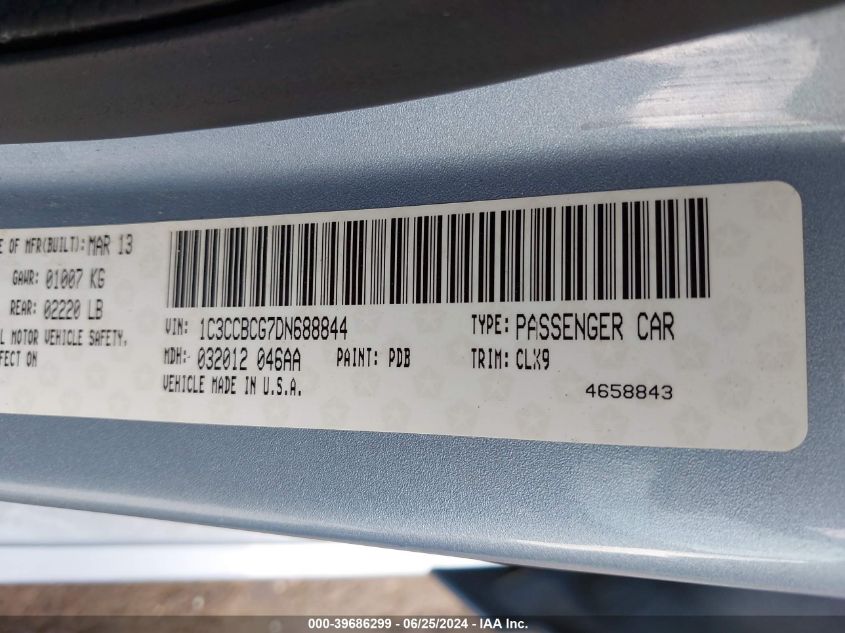 E OF MFR(BUILT): MAR 13
GAWR: 01007 KG
REAR: 02220 LB
L MOTOR VEHICLE SAFETY,
FFECT ON
VIN: 1C3CCBCG7DN688844 TYPE: PASSENGER CAR
MDH: 032012 046AA PAINT: PDB TRIM: CLX9
VEHICLE MADE IN U.S.A.
4658843
000-39686299 - 06/25/2024 - IAA Inc.